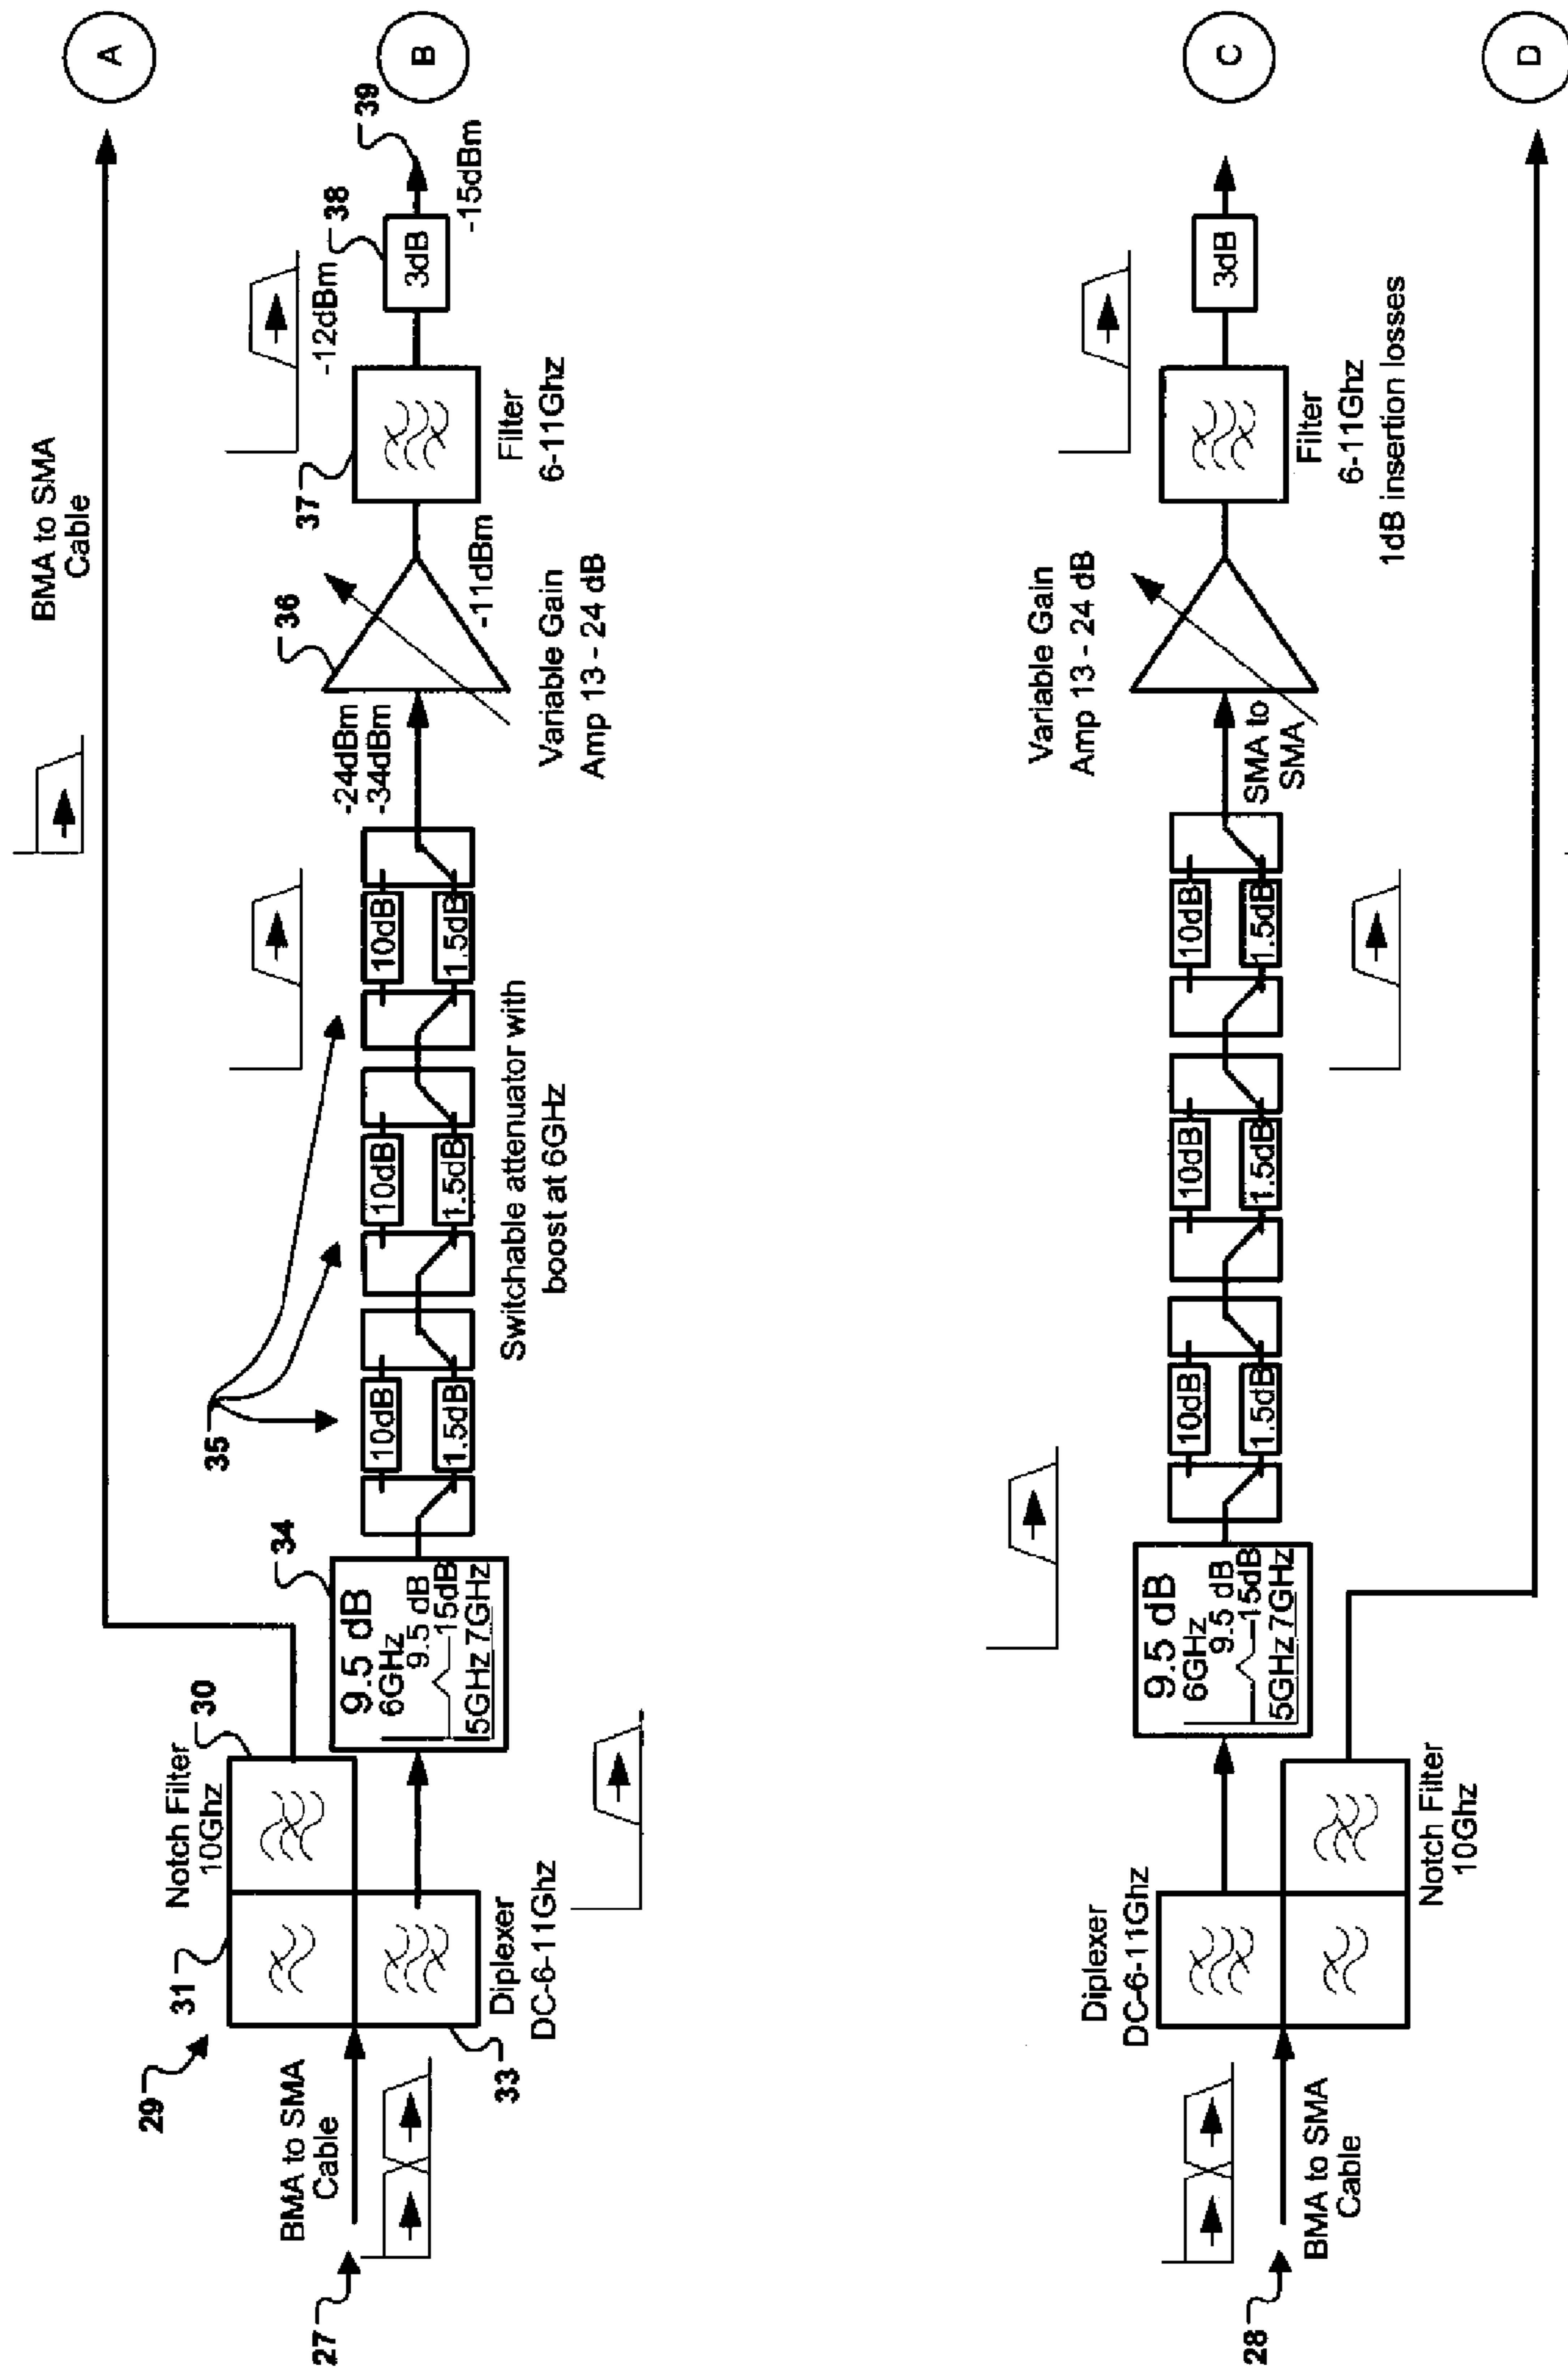 BMA to SMA
Cable
A
30
Notch Filter
10Ghz
31
29
BMA to SMA
Cable
27
33
Diplexer
DC-6-11Ghz
34
9.5 dB
6GHz
9.5 dB
15dB
5GHz 7GHz
35
10dB
1.5dB
10dB
1.5dB
10dB
1.5dB
Switchable attenuator with
boost at 6GHz
-24dBm
-34dBm
36
-11dBm
Variable Gain
Amp 13 - 24 dB
37
Filter
6-11Ghz
-12dBm
38
3dB
39
-15dBm
B
Diplexer
DC-6-11Ghz
28
BMA to SMA
Cable
Notch Filter
10Ghz
9.5 dB
6GHz
9.5 dB
15dB
5GHz 7GHz
10dB
1.5dB
10dB
1.5dB
10dB
1.5dB
SMA to
SMA
Variable Gain
Amp 13 - 24 dB
Filter
6-11Ghz
1dB insertion losses
3dB
C
D